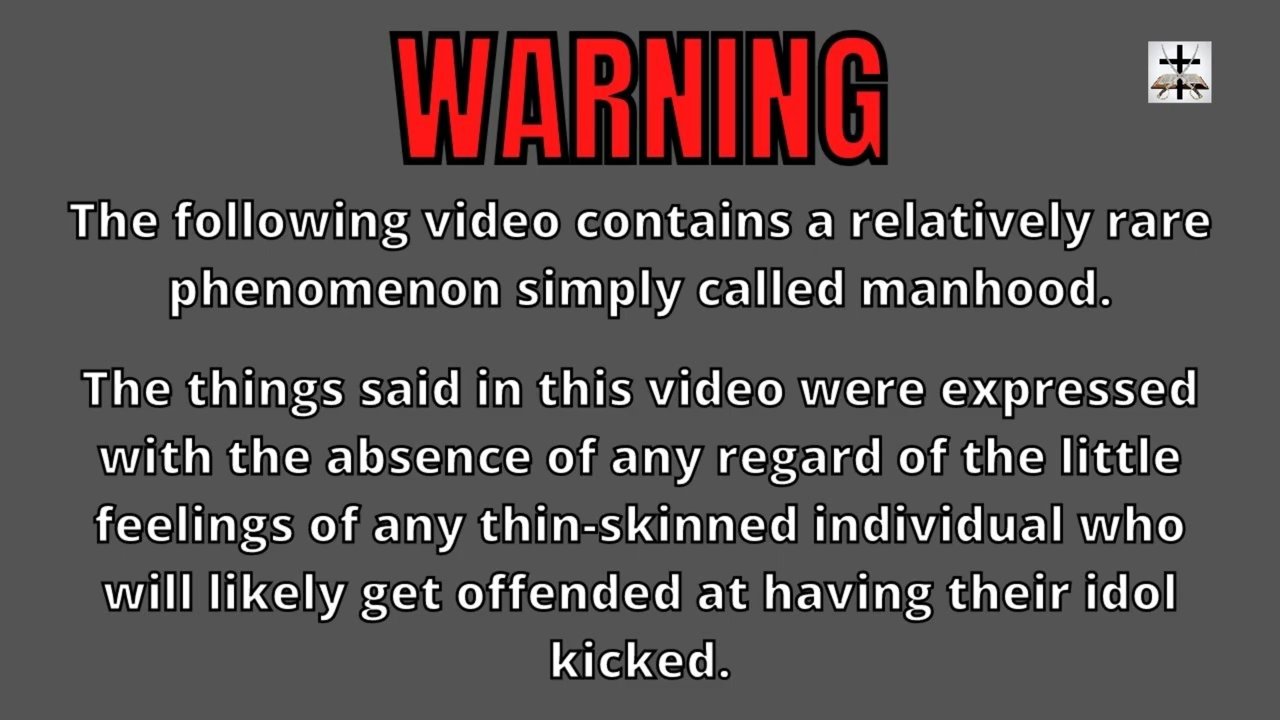 WARNING
The following video contains a relatively rare
phenomenon simply called manhood.
The things said in this video were expressed
with the absence of any regard of the little
feelings of any thin-skinned individual who
will likely get offended at having their idol
kicked.